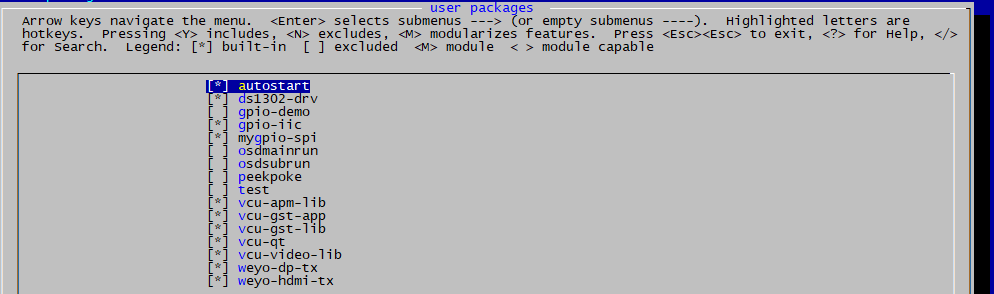 user packages
Arrow keys navigate the menu.  <Enter> selects submenus ---> (or empty submenus ----).  Highlighted letters are
hotkeys.  Pressing <Y> includes, <N> excludes, <M> modularizes features.  Press <Esc><Esc> to exit, <?> for Help, </>
for Search.  Legend: [*] built-in  [ ] excluded  <M> module  < > module capable
[*] autostart
[*] ds1302-drv
[ ] gpio-demo
[*] gpio-iic
[*] mygpio-spi
[ ] osdmainrun
[ ] osdsubrun
[ ] peekpoke
[ ] test
[*] vcu-apm-lib
[*] vcu-gst-app
[*] vcu-gst-lib
[*] vcu-qt
[*] vcu-video-lib
[*] weyo-dp-tx
[*] weyo-hdmi-tx